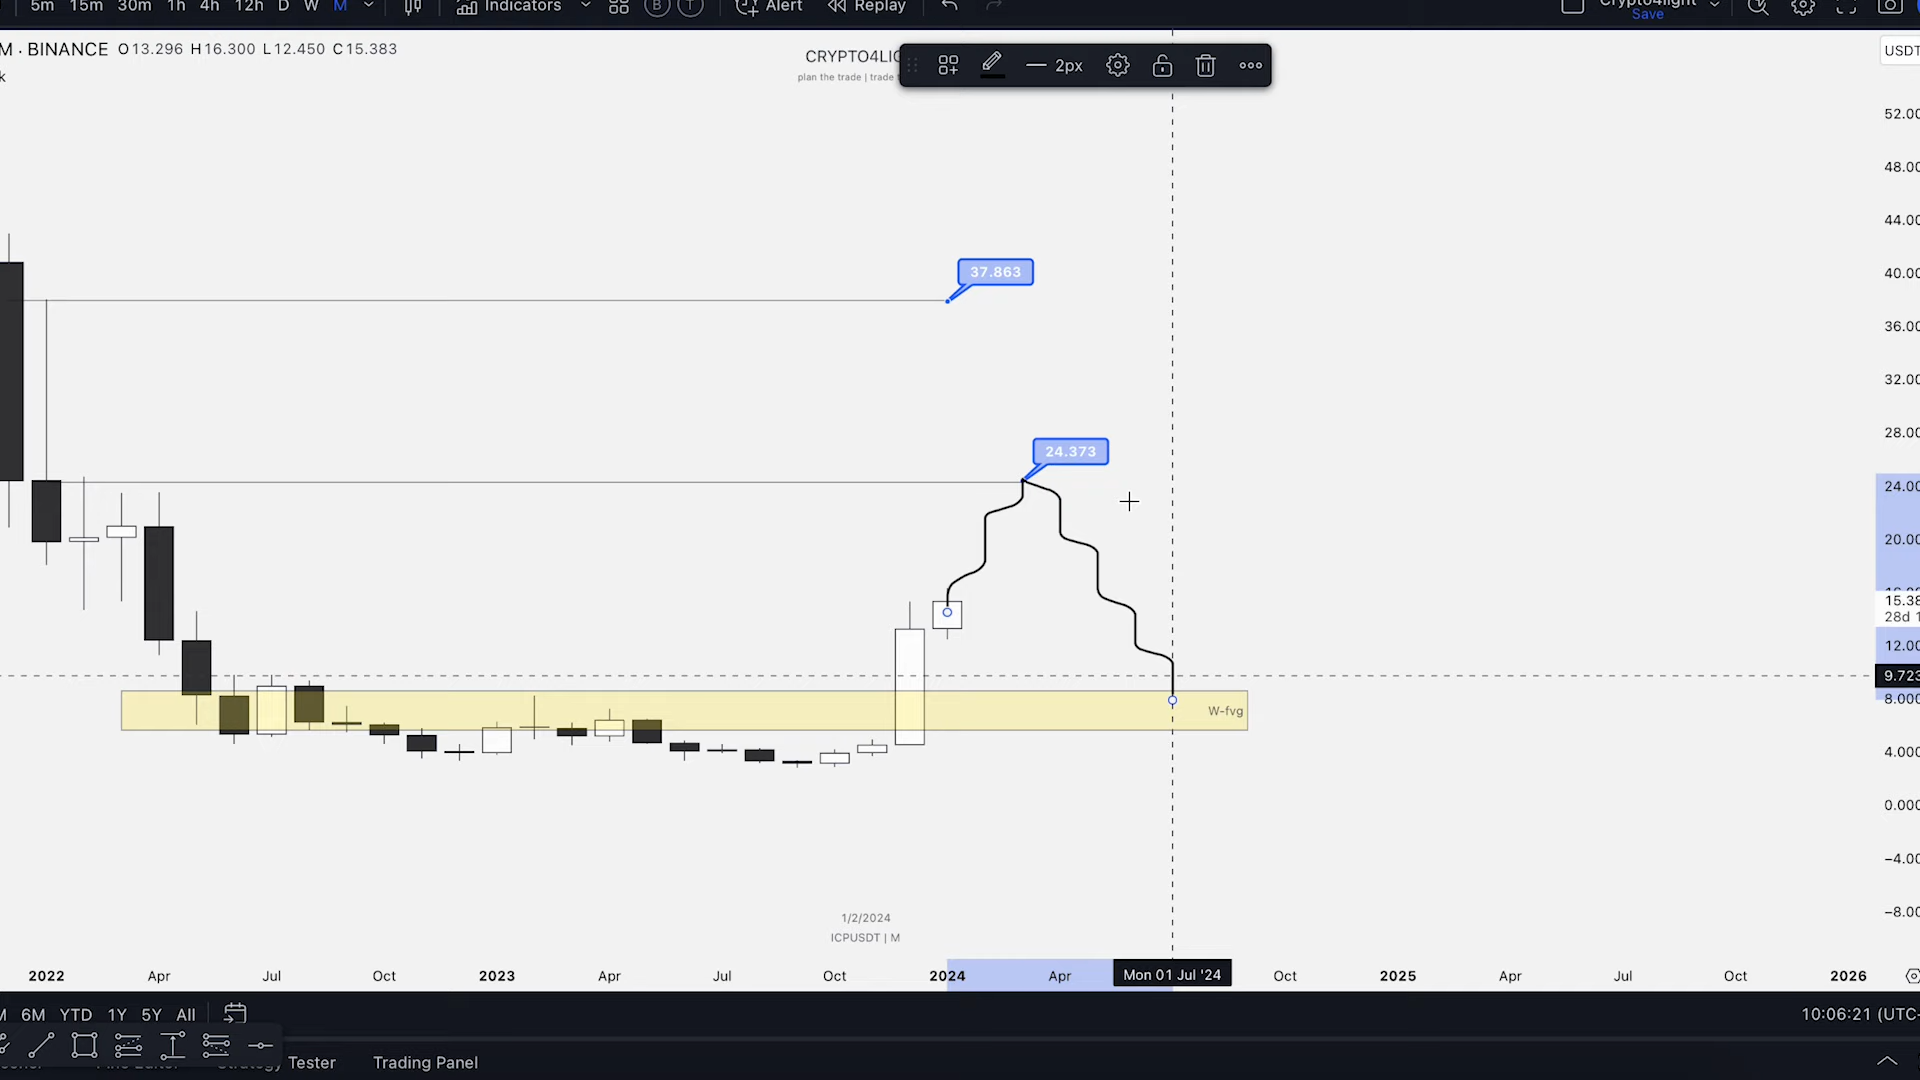 5m 15m 30m 1h 4h 12h D W M Indicators B T Alert Replay Crypto4light
Save
M · BINANCE O13.296 H16.300 L12.450 C15.383
k
CRYPTO4LIG
plan the trade | trade
2px
USDT
52.00
48.00
44.00
37.863
40.00
36.00
32.00
28.00
24.373
24.00
20.00
15.38
28d 1
12.00
9.723
8.000
W-fvg
4.000
0.000
−4.00
−8.00
1/2/2024
ICPUSDT | M
2022 Apr Jul Oct 2023 Apr Jul Oct 2024 Apr Mon 01 Jul '24 Oct 2025 Apr Jul Oct 2026
M 6M YTD 1Y 5Y All 10:06:21 (UTC-
Strategy Tester Trading Panel